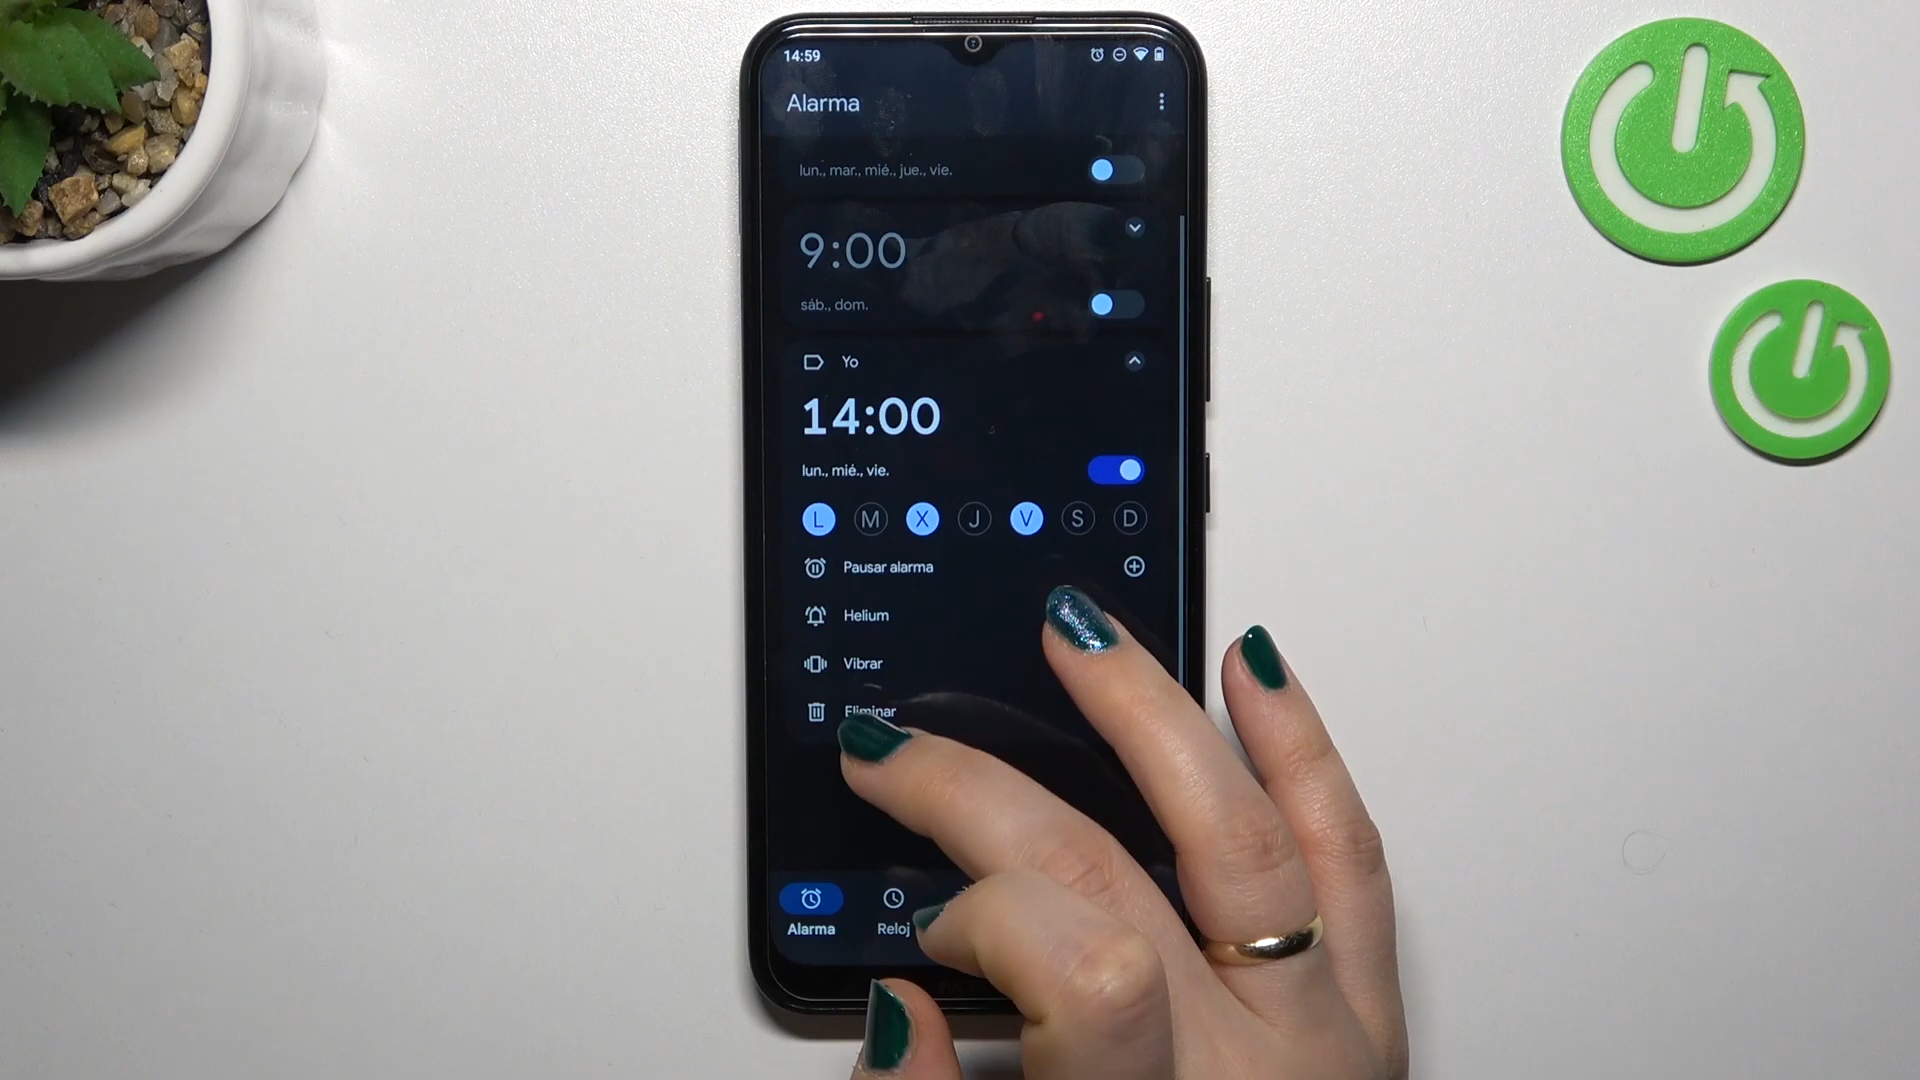 14:59
Alarma
lun., mar., mié., jue., vie.
9:00
sáb., dom.
Yo
14:00
lun., mié., vie.
L M X J V S D
Pausar alarma
Helium
Vibrar
Eliminar
Alarma Reloj